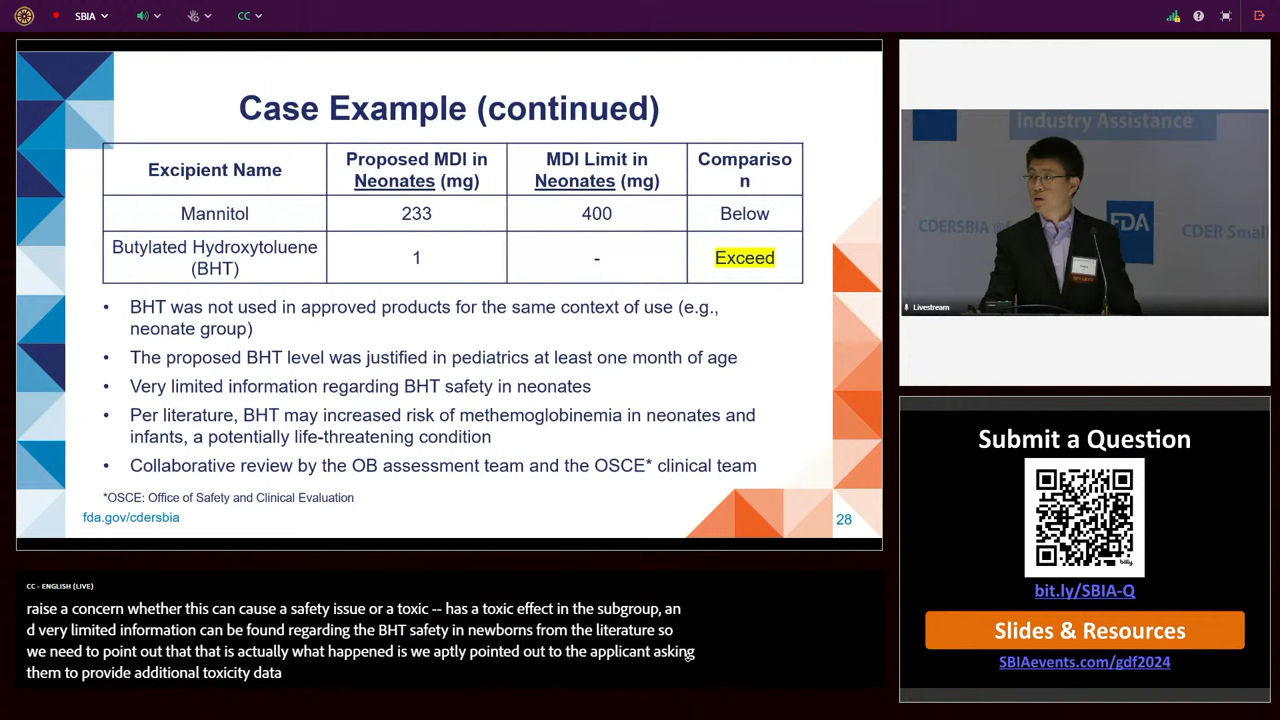 SBIA
CC
Case Example (continued)
Excipient Name
Proposed MDI in
Neonates (mg)
MDI Limit in
Neonates (mg)
Compariso
n
Mannitol
233
400
Below
Butylated Hydroxytoluene
(BHT)
1
-
Exceed
• BHT was not used in approved products for the same context of use (e.g.,
neonate group)
• The proposed BHT level was justified in pediatrics at least one month of age
• Very limited information regarding BHT safety in neonates
• Per literature, BHT may increased risk of methemoglobinemia in neonates and
infants, a potentially life-threatening condition
• Collaborative review by the OB assessment team and the OSCE* clinical team
*OSCE: Office of Safety and Clinical Evaluation
fda.gov/cdersbia
28
CC - ENGLISH (LIVE)
raise a concern whether this can cause a safety issue or a toxic -- has a toxic effect in the subgroup, an
d very limited information can be found regarding the BHT safety in newborns from the literature so
we need to point out that that is actually what happened is we aptly pointed out to the applicant asking
them to provide additional toxicity data
Industry Assistance
CDERSBIA
FDA
CDER Smal
Livestream
Submit a Question
bitly
bit.ly/SBIA-Q
Slides & Resources
SBIAevents.com/gdf2024